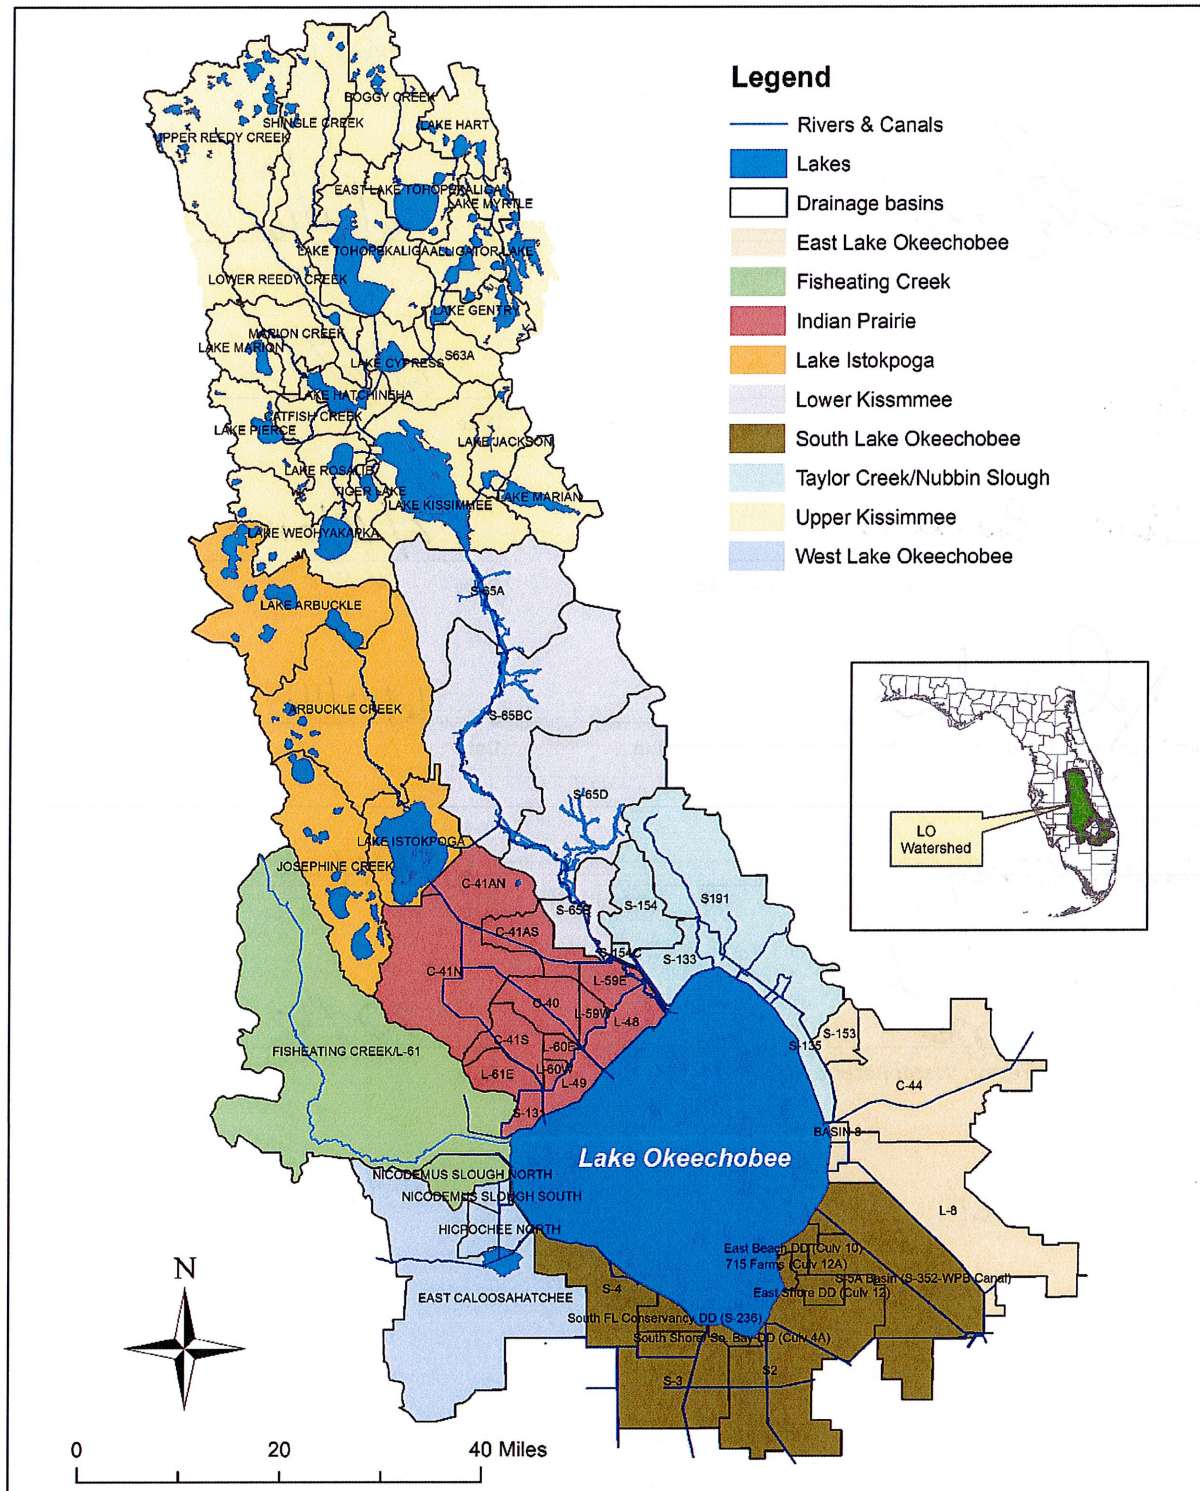 Legend
Rivers & Canals
Lakes
Drainage basins
East Lake Okeechobee
Fisheating Creek
Indian Prairie
Lake Istokpoga
Lower Kissmmee
South Lake Okeechobee
Taylor Creek/Nubbin Slough
Upper Kissimmee
West Lake Okeechobee
BOGGY CREEK
SHINGLE CREEK
UPPER REEDY CREEK
LAKE HART
EAST LAKE TOHOPEKALIGA
LAKE MYRTLE
LAKE TOHOPEKALIGA
ALLIGATOR LAKE
LOWER REEDY CREEK
LAKE GENTRY
MARION CREEK
LAKE MARION
LAKE CYPRESS
S63A
LAKE HATCHINEHA
CATFISH CREEK
LAKE PIERCE
LAKE JACKSON
LAKE ROSALIE
TIGER LAKE
LAKE KISSIMMEE
LAKE MARIAN
LAKE WEOHYAKAPKA
S-65A
LAKE ARBUCKLE
ARBUCKLE CREEK
S-65BC
S-65D
LAKE ISTOKPOGA
JOSEPHINE CREEK
C-41AN
S-65E
S-154
S191
C-41AS
S-154C
S-133
C-41N
L-59E
C-40
L-59W
L-48
C-41S
L-60E
L-60W
L-61E
L-49
S-131
FISHEATING CREEK/L-61
S-153
S-135
C-44
BASIN 8
Lake Okeechobee
NICODEMUS SLOUGH NORTH
NICODEMUS SLOUGH SOUTH
HICPOCHEE NORTH
L-8
East Beach DD (Culv 10)
715 Farms (Culv 12A)
S-5A Basin (S-352-WPB Canal)
East Shore DD (Culv 12)
S-4
EAST CALOOSAHATCHEE
South FL Conservancy DD (S-236)
South Shore/So. Bay DD (Culv 4A)
S-3
S2
LO
Watershed
N
0 20 40 Miles